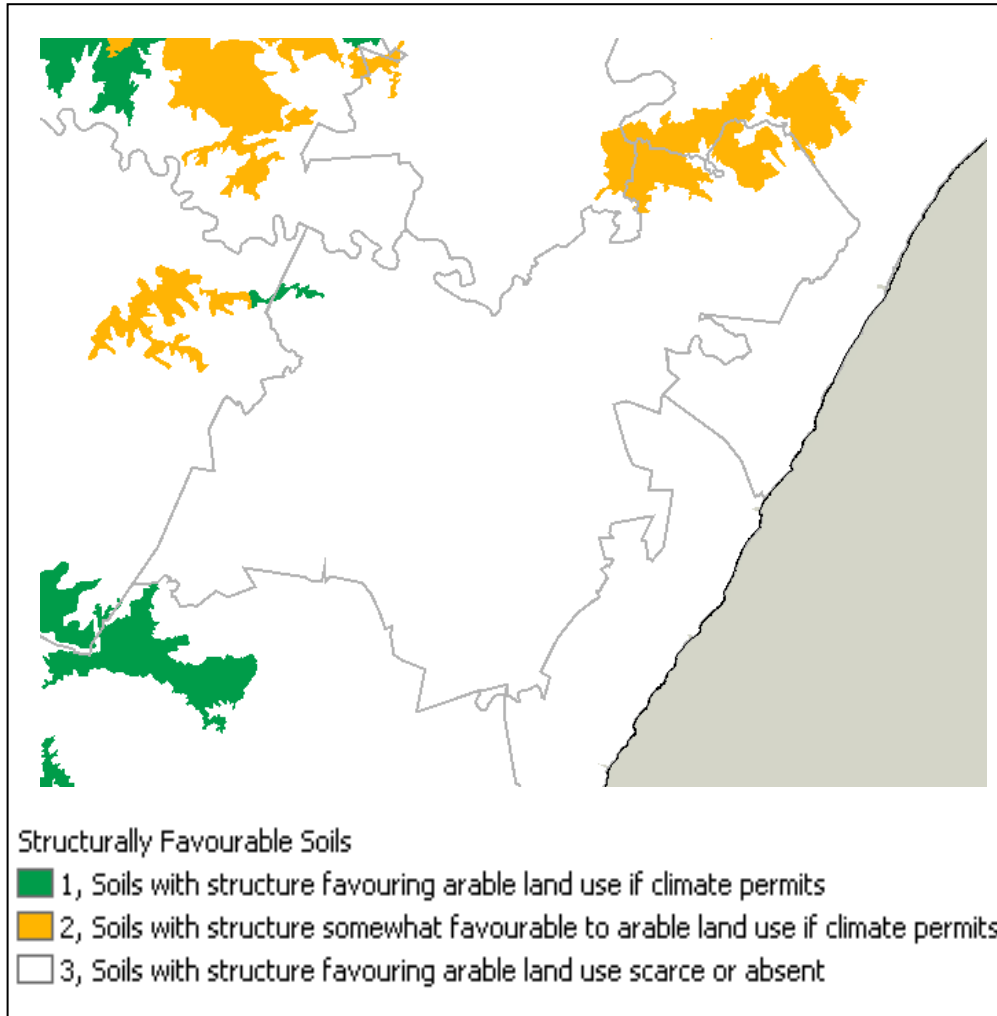 Structurally Favourable Soils
1, Soils with structure favouring arable land use if climate permits
2, Soils with structure somewhat favourable to arable land use if climate permits
3, Soils with structure favouring arable land use scarce or absent